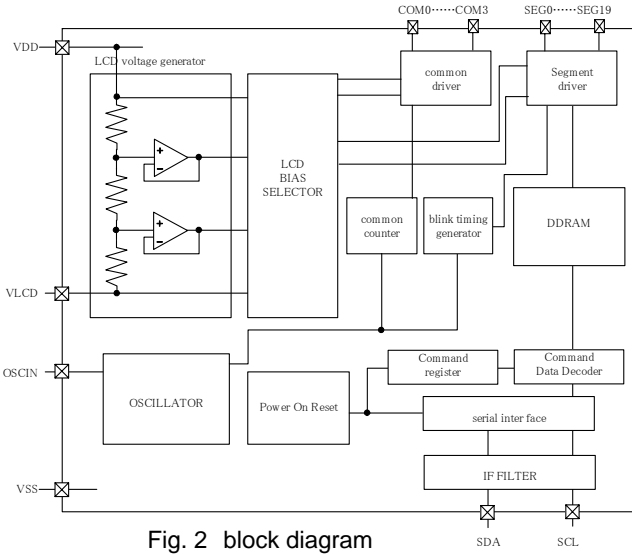 COM0……COM3 SEG0……SEG19
VDD
LCD voltage generator
common
driver
Segment
driver
+
−
+
−
LCD
BIAS
SELECTOR
common
counter
blink timing
generator
DDRAM
VLCD
OSCIN
OSCILLATOR
Power On Reset
Command
register
Command
Data Decoder
serial inter face
IF FILTER
VSS
SDA SCL
Fig. 2 block diagram